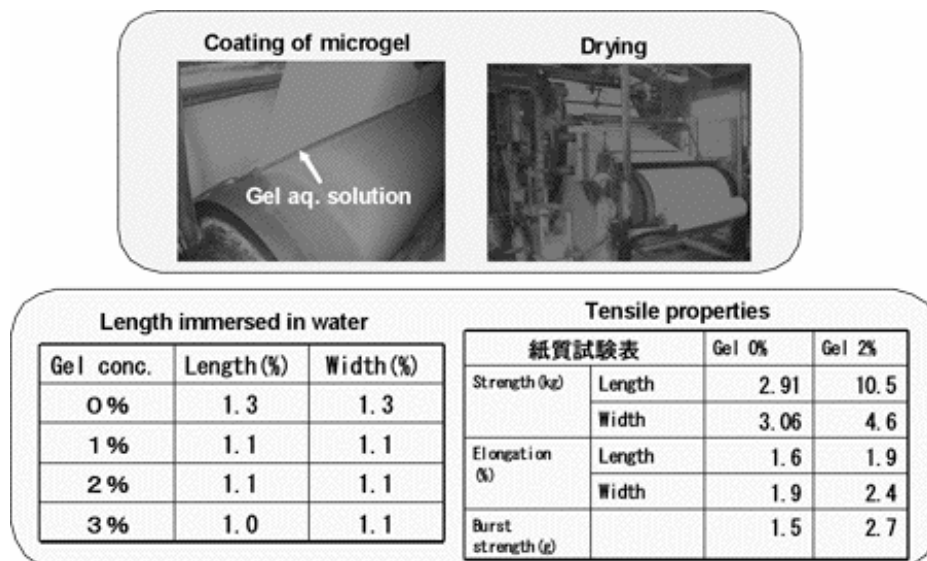 Coating of microgel
Drying
Gel aq. solution
Length immersed in water
Gel conc. Length(%) Width(%)
0% 1.3 1.3
1% 1.1 1.1
2% 1.1 1.1
3% 1.0 1.1
Tensile properties
紙質試験表 Gel 0% Gel 2%
Strength(kg) Length 2.91 10.5
Width 3.06 4.6
Elongation
(%)
Length 1.6 1.9
Width 1.9 2.4
Burst
strength(g)
1.5 2.7